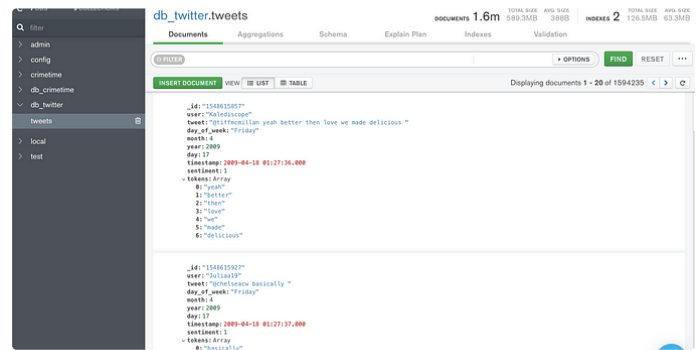 filter
admin
config
crimetime
db_crimetime
db_twitter
tweets
local
test
db_twitter.tweets
DOCUMENTS 1.6m
TOTAL SIZE
589.3MB
AVG. SIZE
388B
INDEXES 2
TOTAL SIZE
126.5MB
AVG. SIZE
63.3MB
Documents
Aggregations
Schema
Explain Plan
Indexes
Validation
FILTER
OPTIONS
FIND
RESET
...
INSERT DOCUMENT
VIEW
LIST
TABLE
Displaying documents 1 - 20 of 1594235
_id: "1548615857"
user: "Kalediscope"
tweet: "@tiffmcmillan yeah better then love we made delicious "
day_of_week: "Friday"
month: 4
year: 2009
day: 17
timestamp: 2009-04-18 01:27:36.000
sentiment: 1
tokens: Array
0: "yeah"
1: "better"
2: "then"
3: "love"
4: "we"
5: "made"
6: "delicious"
_id: "1548615927"
user: "Juliaa19"
tweet: "@chelseacw basically "
day_of_week: "Friday"
month: 4
year: 2009
day: 17
timestamp: 2009-04-18 01:27:37.000
sentiment: 1
tokens: Array
0: "basically"